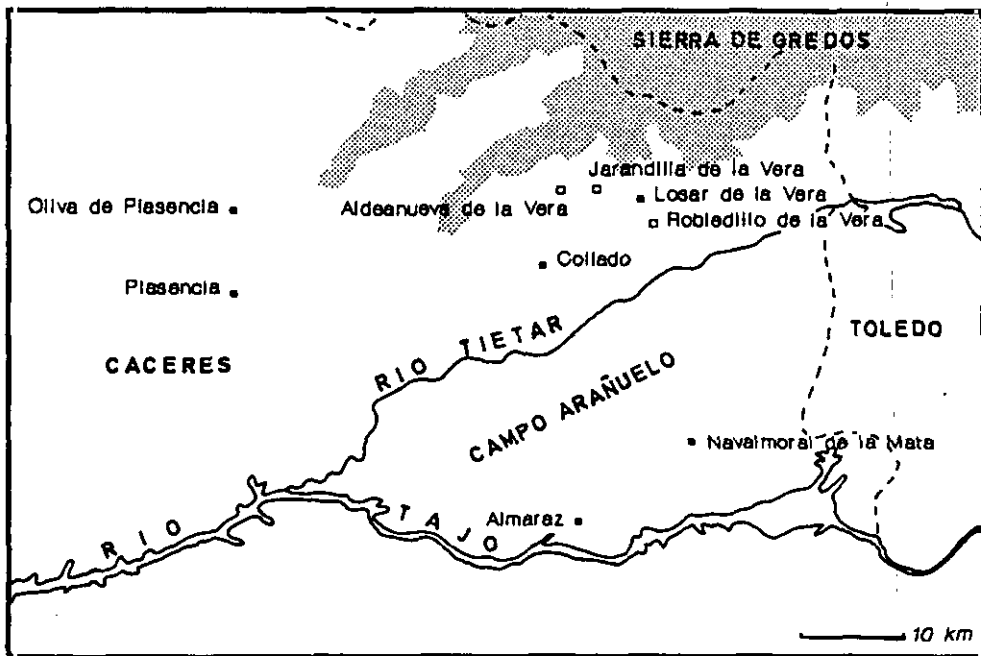 SIERRA DE GREDOS
Jarandilla de la Vera
Oliva de Plasencia
Aldeanueva de la Vera
Losar de la Vera
Robledillo de la Vera
Collado
Plasencia
RIO TIETAR
TOLEDO
CACERES
CAMPO ARAÑUELO
Navalmoral de la Mata
RIO TAJO
Almaraz
10 km